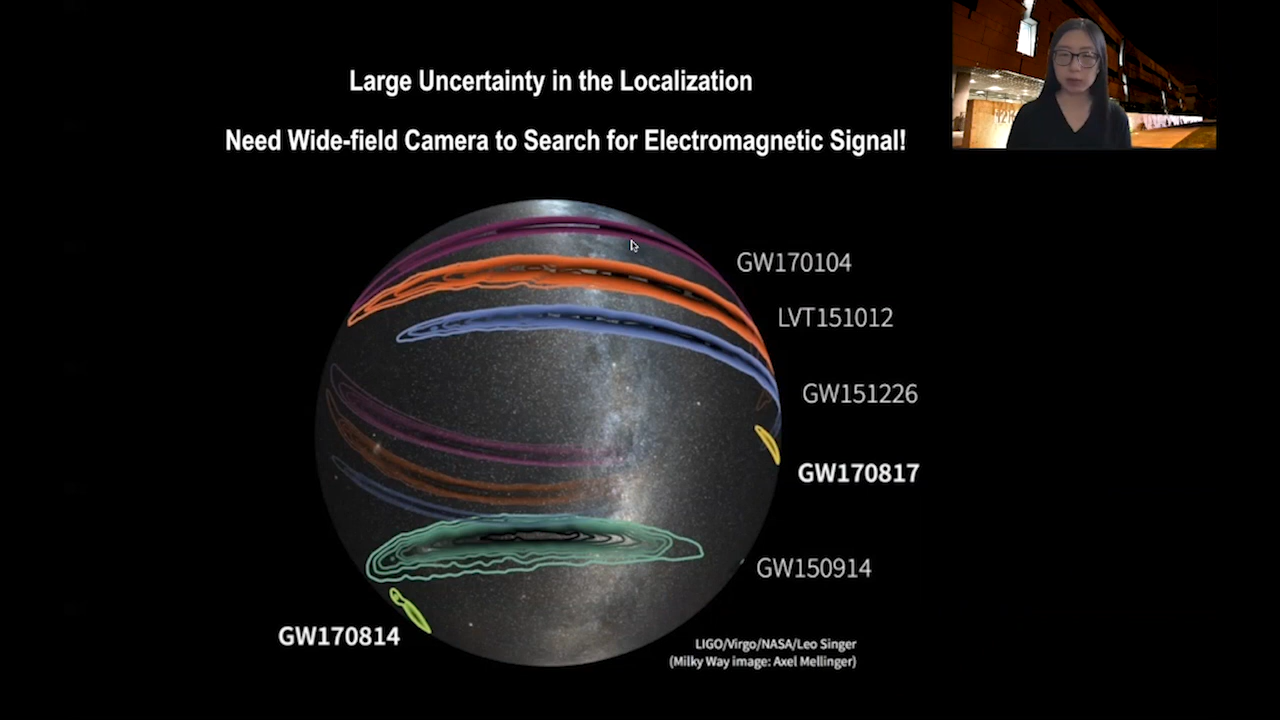 Large Uncertainty in the Localization
Need Wide-field Camera to Search for Electromagnetic Signal!
GW170104
LVT151012
GW151226
GW170817
GW150914
GW170814
LIGO/Virgo/NASA/Leo Singer
(Milky Way image: Axel Mellinger)